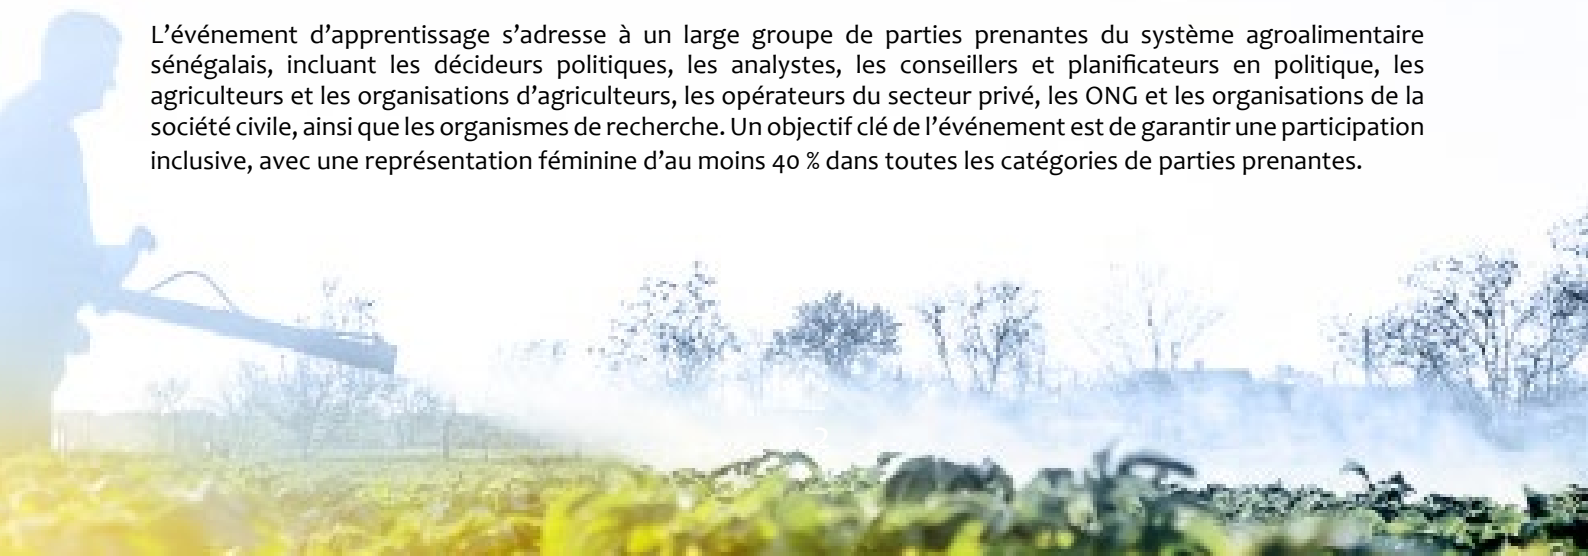 L’événement d’apprentissage s’adresse à un large groupe de parties prenantes du système agroalimentaire
sénégalais, incluant les décideurs politiques, les analystes, les conseillers et planificateurs en politique, les
agriculteurs et les organisations d’agriculteurs, les opérateurs du secteur privé, les ONG et les organisations de la
société civile, ainsi que les organismes de recherche. Un objectif clé de l’événement est de garantir une participation
inclusive, avec une représentation féminine d’au moins 40 % dans toutes les catégories de parties prenantes.
2